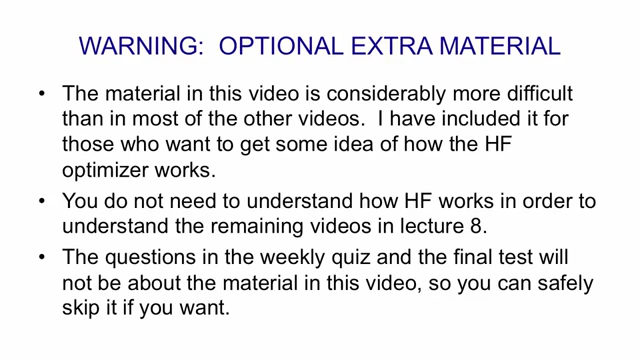 WARNING: OPTIONAL EXTRA MATERIAL
• The material in this video is considerably more difficult
than in most of the other videos. I have included it for
those who want to get some idea of how the HF
optimizer works.
• You do not need to understand how HF works in order to
understand the remaining videos in lecture 8.
• The questions in the weekly quiz and the final test will
not be about the material in this video, so you can safely
skip it if you want.